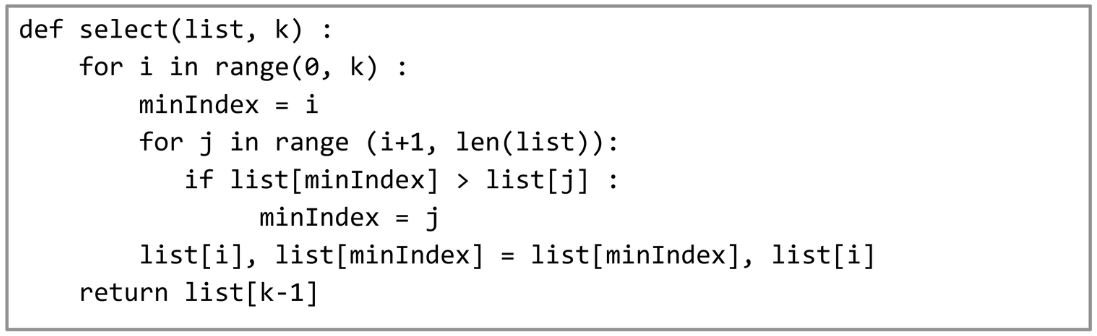 def select(list, k) :
    for i in range(0, k) :
        minIndex = i
        for j in range (i+1, len(list)):
           if list[minIndex] > list[j] :
                minIndex = j
        list[i], list[minIndex] = list[minIndex], list[i]
    return list[k-1]